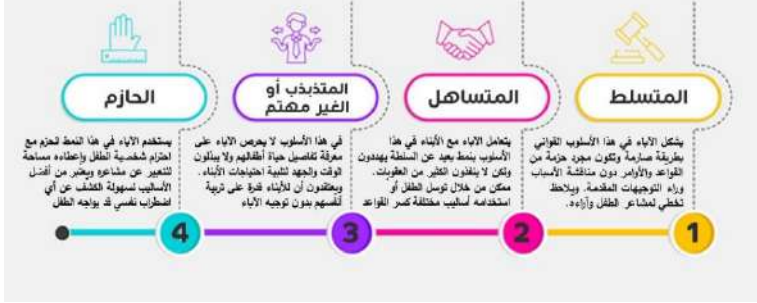 المتسلط
يشكل الآباء في هذا الأسلوب القواني
بطريقة صارمة وتكون مجرد حزمة من
القواعد والأوامر دون مناقشة الأسباب
وراء التوجيهات المقدمة. ويلاحظ
تخطي لمشاعر الطفل وآراءه.
1
المتساهل
يتعامل الآباء مع الأبناء في هذا
الأسلوب بنمط بعيد عن السلطة يهددون
ولكن لا ينفذون الكثير من العقوبات.
ممكن من خلال توسل الطفل أو
استخدامه أساليب مختلفة كسر القواعد
2
المتذبذب أو
الغير مهتم
في هذا الأسلوب لا يحرص الآباء على
معرفة تفاصيل حياة أطفالهم ولا يبذلون
الوقت والجهد لتلبية احتياجات الأبناء.
ويعتقدون أن للأبناء قدرة على تربية
أنفسهم بدون توجيه الآباء
3
الحازم
يستخدم الآباء في هذا النمط الحزم مع
احترام شخصية الطفل وإعطاءه مساحة
للتعبير عن مشاعره ويعتبر من أفضل
الأساليب لسهولة الكشف عن أي
اضطراب نفسي قد يواجه الطفل
4